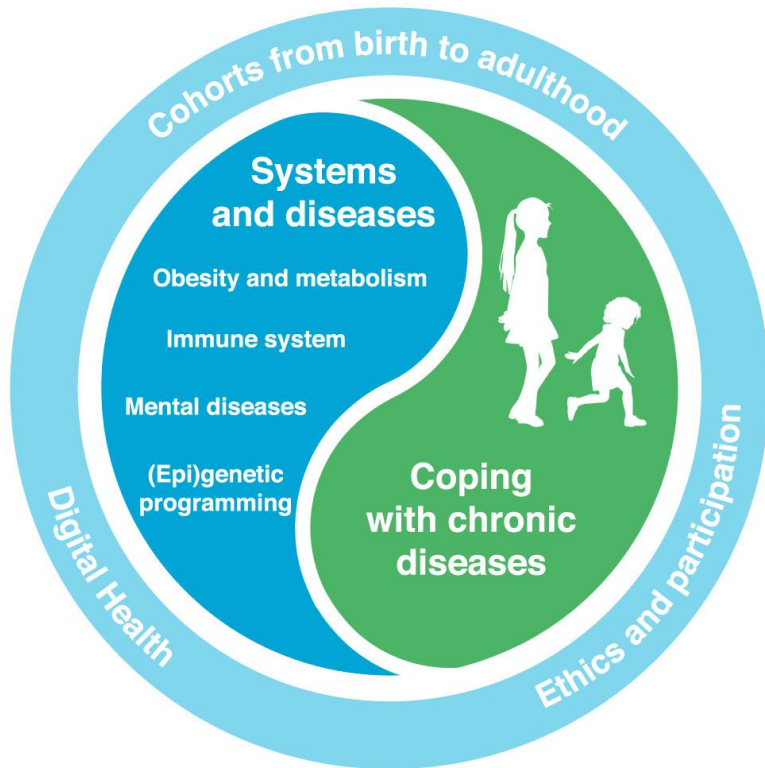 Cohorts from birth to adulthood
Systems
and diseases
Obesity and metabolism
Immune system
Mental diseases
(Epi)genetic
programming
Coping
with chronic
diseases
Digital Health
Ethics and participation